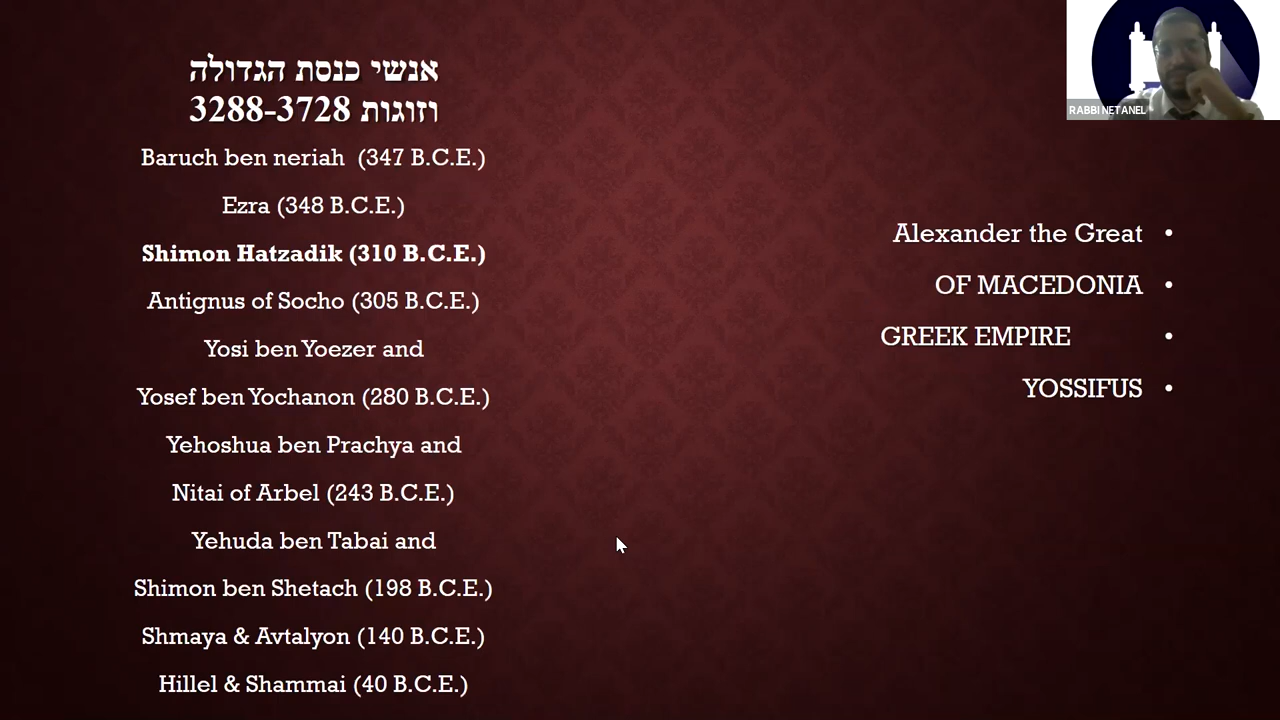 אנשי כנסת הגדולה
וזוגות 3288-3728
Baruch ben neriah (347 B.C.E.)
Ezra (348 B.C.E.)
Shimon Hatzadik (310 B.C.E.)
Antignus of Socho (305 B.C.E.)
Yosi ben Yoezer and
Yosef ben Yochanon (280 B.C.E.)
Yehoshua ben Prachya and
Nitai of Arbel (243 B.C.E.)
Yehuda ben Tabai and
Shimon ben Shetach (198 B.C.E.)
Shmaya & Avtalyon (140 B.C.E.)
Hillel & Shammai (40 B.C.E.)
Alexander the Great •
OF MACEDONIA •
GREEK EMPIRE •
YOSSIFUS •
RABBI NETANEL